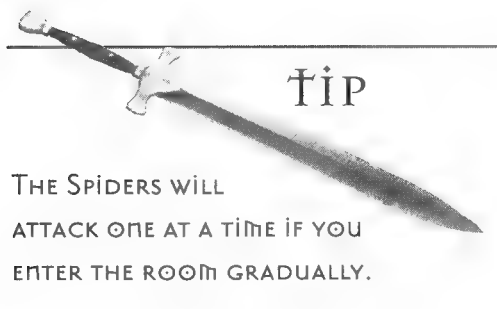 TIP
THE SPIDERS WILL
ATTACK ONE AT A TIME IF YOU
ENTER THE ROOM GRADUALLY.